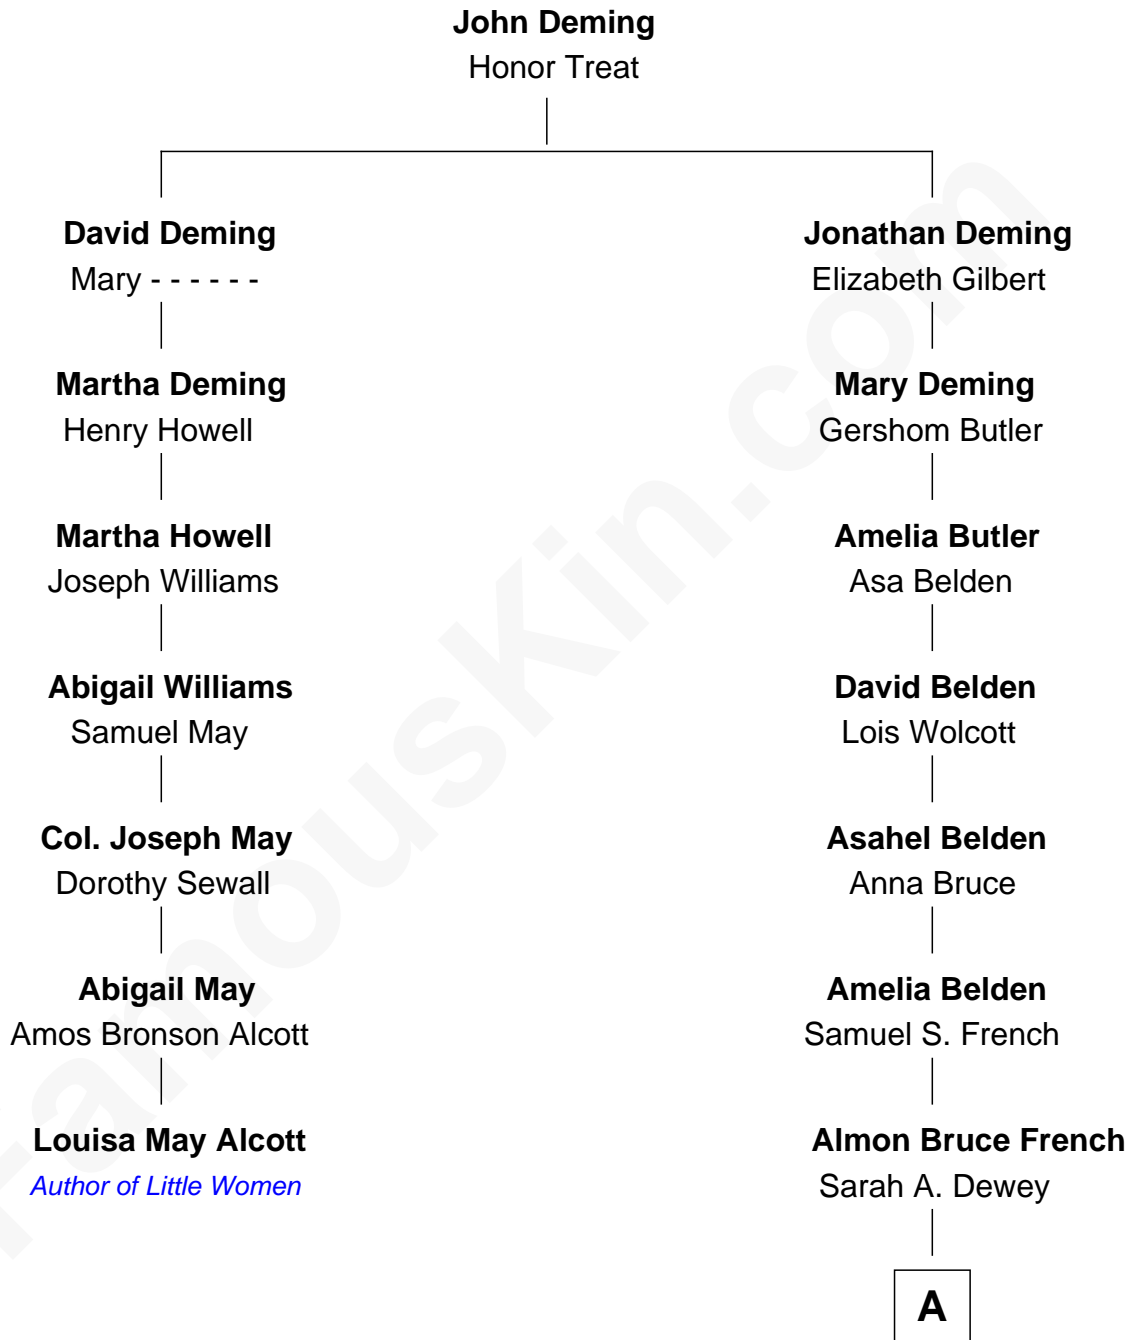 John Deming
Honor Treat
David Deming
Mary - - - - - -
Jonathan Deming
Elizabeth Gilbert
Martha Deming
Henry Howell
Mary Deming
Gershom Butler
Martha Howell
Joseph Williams
Amelia Butler
Asa Belden
Abigail Williams
Samuel May
David Belden
Lois Wolcott
Col. Joseph May
Dorothy Sewall
Asahel Belden
Anna Bruce
Abigail May
Amos Bronson Alcott
Amelia Belden
Samuel S. French
Louisa May Alcott
Author of Little Women
Almon Bruce French
Sarah A. Dewey
A
FamousKin.com